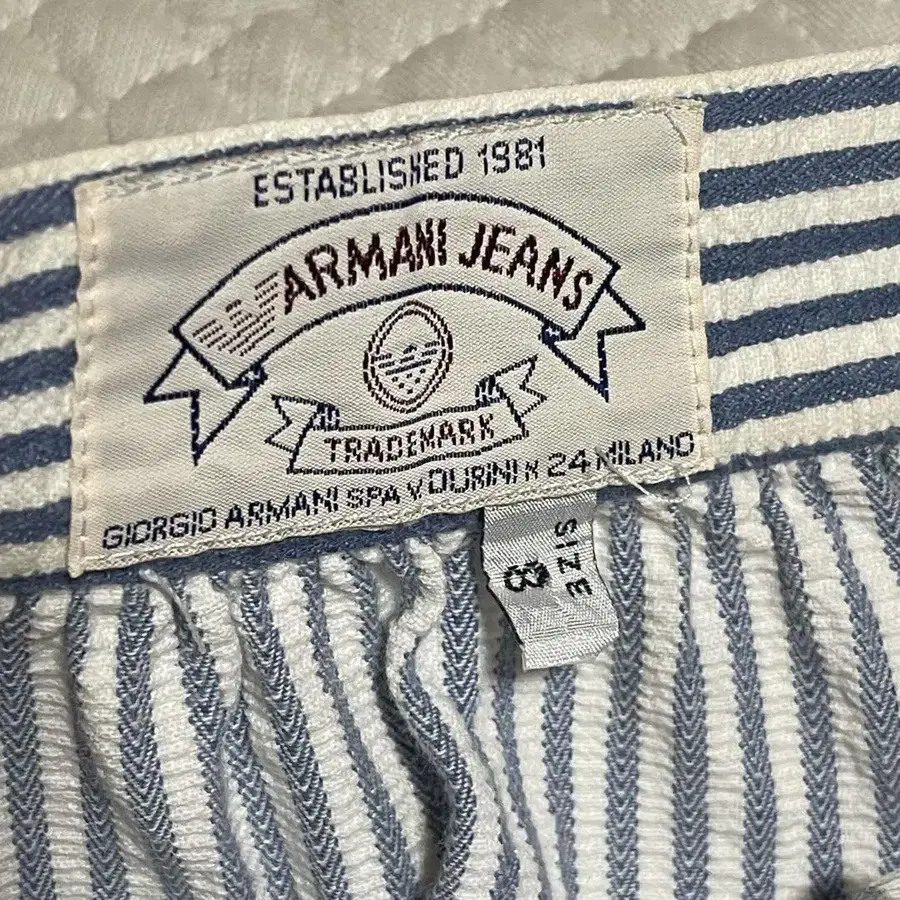 ESTABLISHED 1981
ARMANI JEANS
TRADEMARK
GIORGIO ARMANI SPA V DURINI N 24 MILANO
SIZE
8